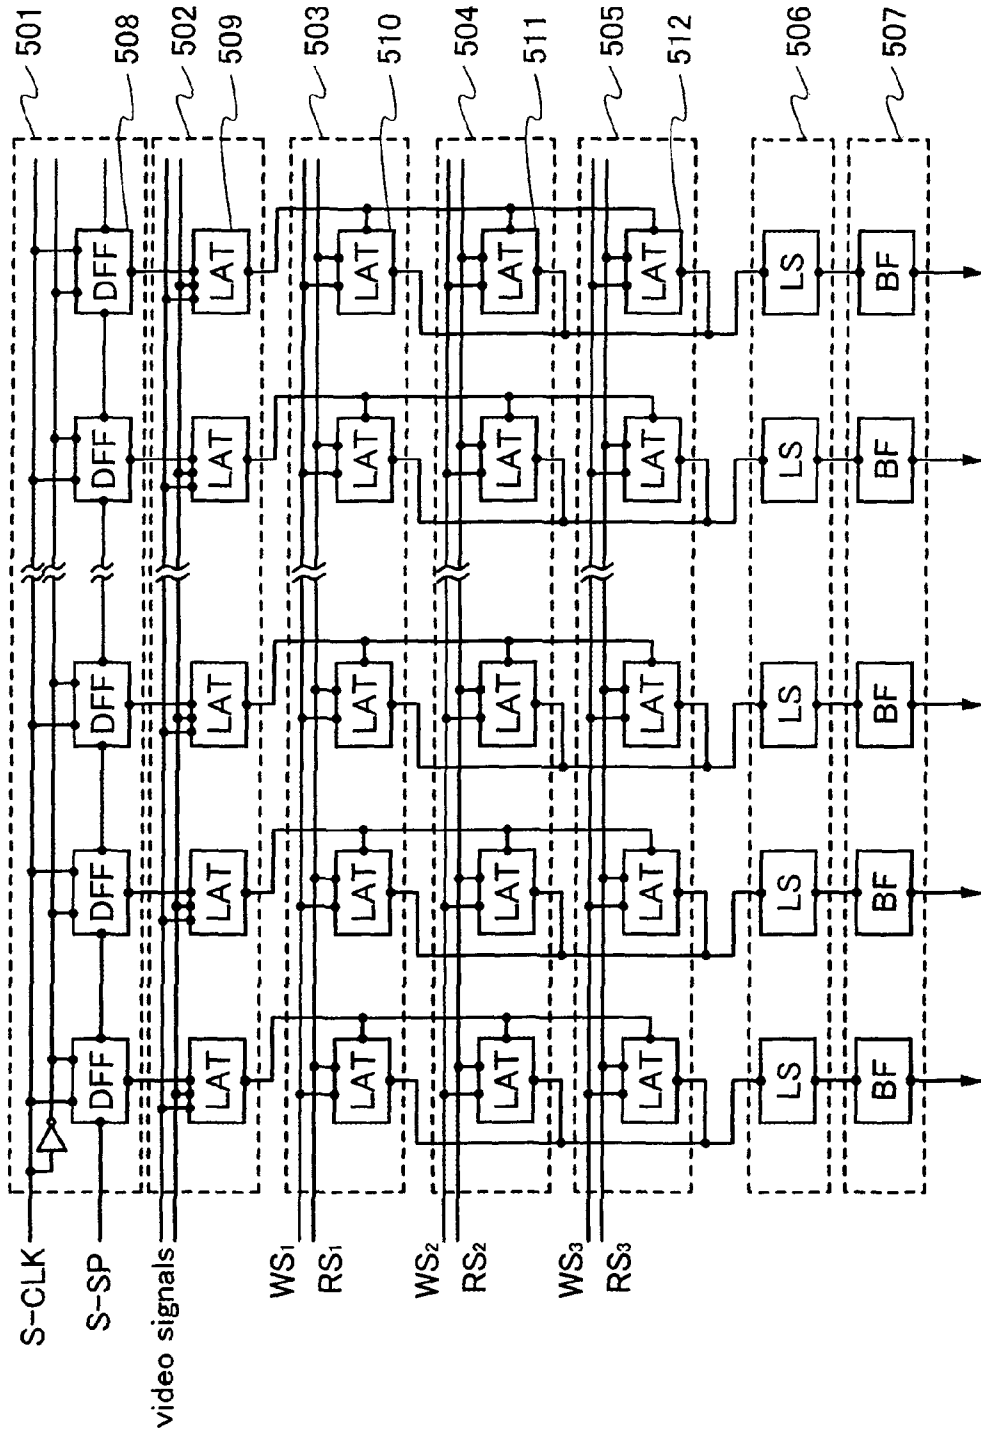 S-CLK 501
S-SP DFF DFF DFF DFF DFF 508
video signals 502
LAT LAT LAT LAT LAT 509
WS1 503
RS1
LAT LAT LAT LAT LAT 510
WS2 504
RS2
LAT LAT LAT LAT LAT 511
WS3 505
RS3
LAT LAT LAT LAT LAT 512
LS LS LS LS LS 506
BF BF BF BF BF 507